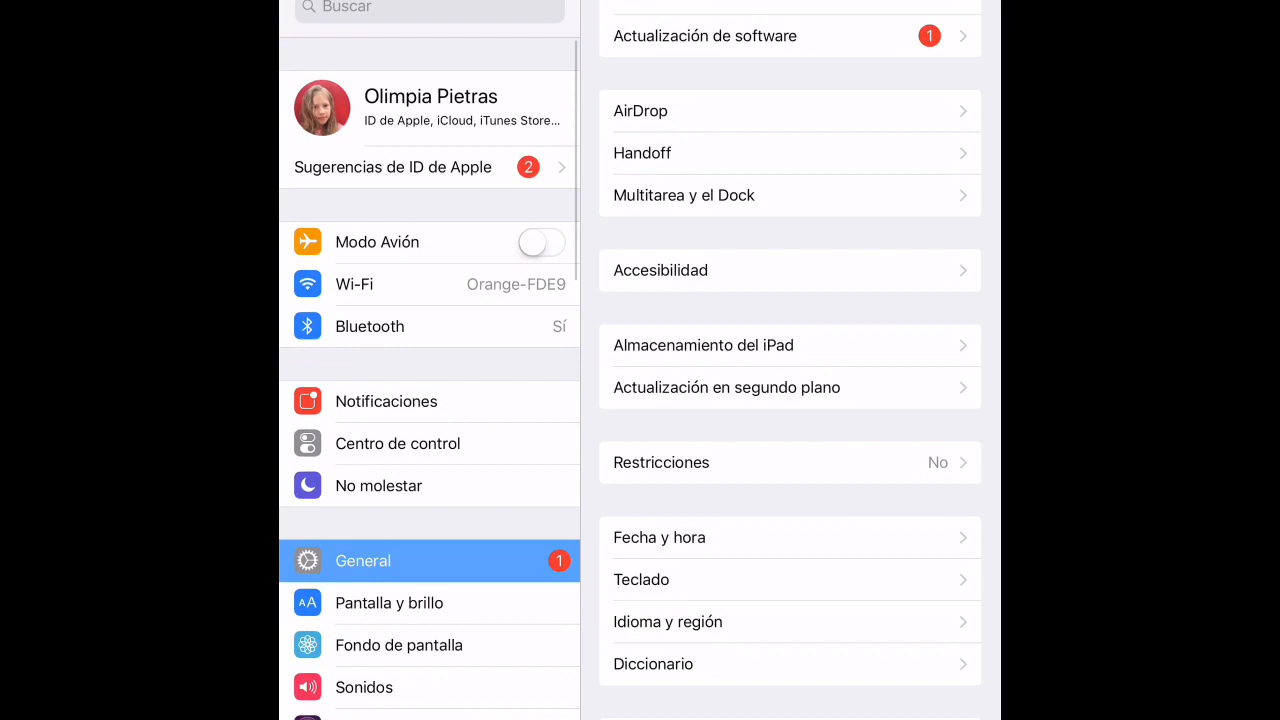 Buscar
Olimpia Pietras
ID de Apple, iCloud, iTunes Store...
Sugerencias de ID de Apple 2
Modo Avión
Wi-Fi Orange-FDE9
Bluetooth Sí
Notificaciones
Centro de control
No molestar
General 1
AA Pantalla y brillo
Fondo de pantalla
Sonidos
Actualización de software 1
AirDrop
Handoff
Multitarea y el Dock
Accesibilidad
Almacenamiento del iPad
Actualización en segundo plano
Restricciones No
Fecha y hora
Teclado
Idioma y región
Diccionario